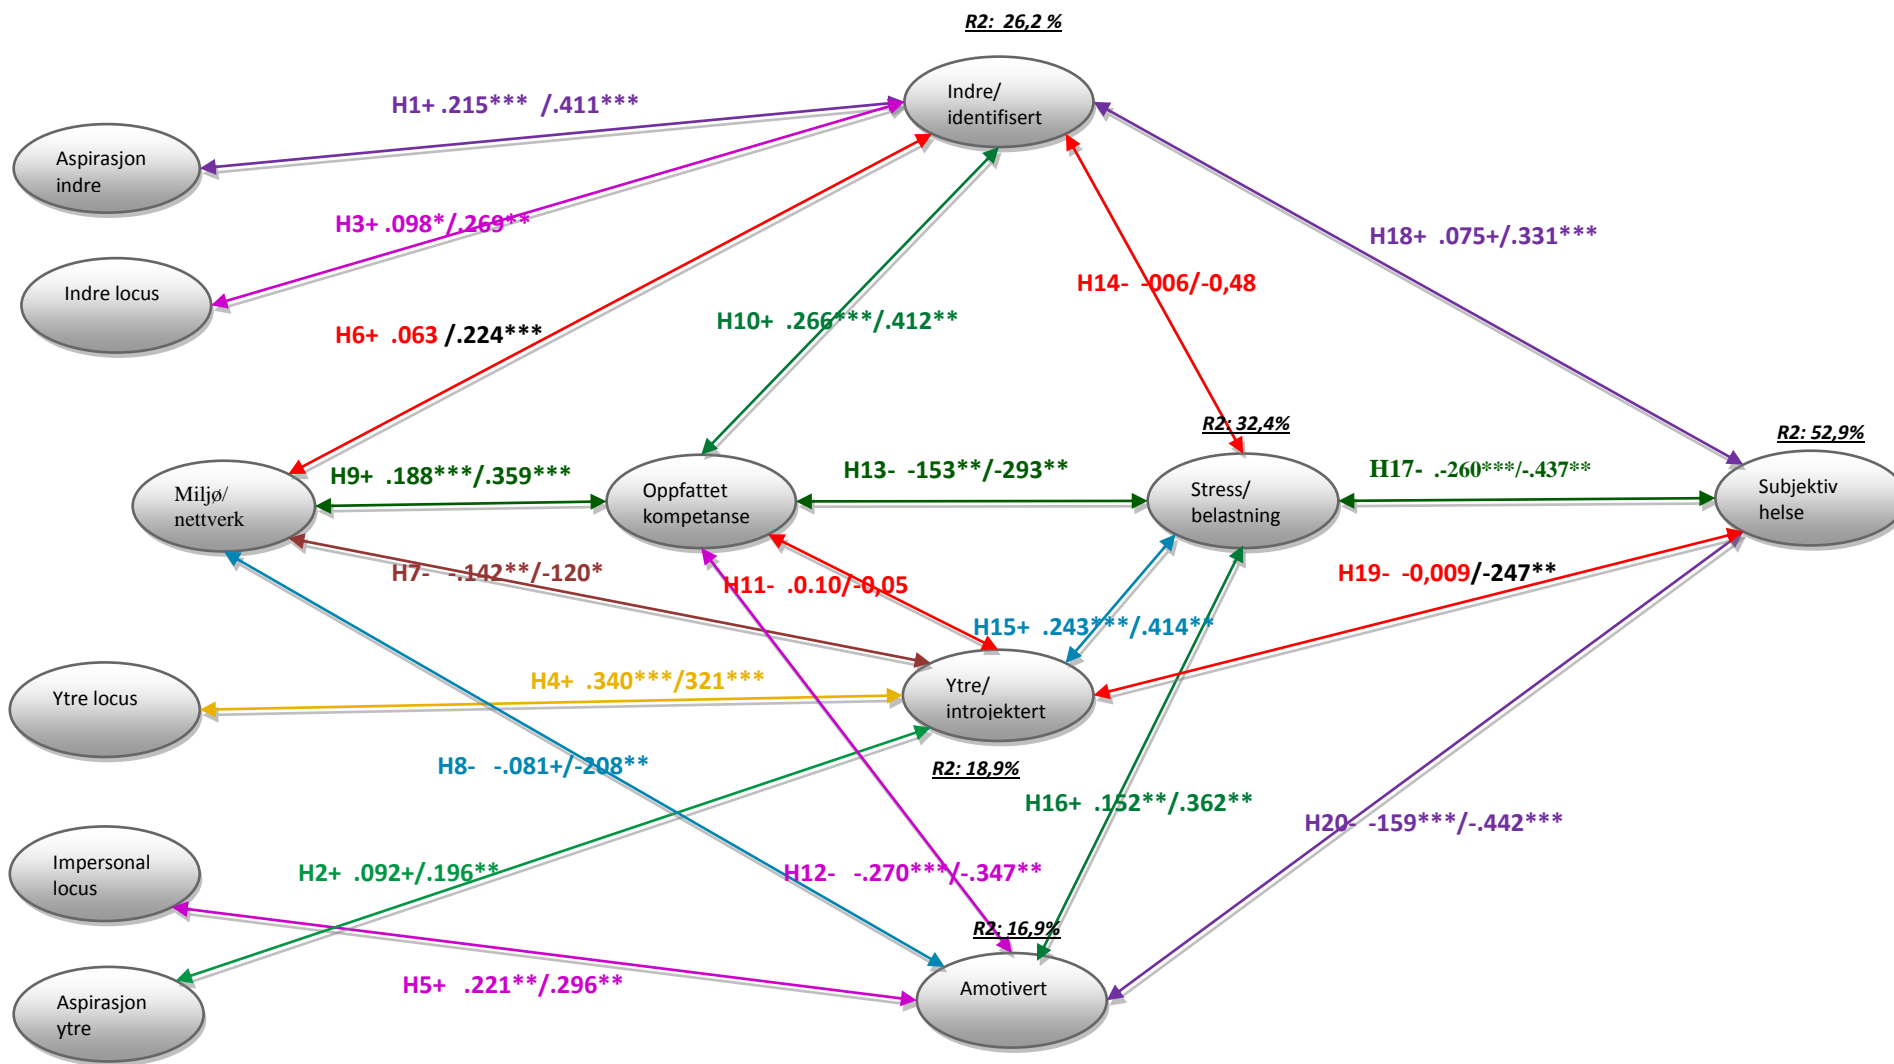 R2: 26,2 %
Indre/
identifisert
H1+ .215*** /.411***
Aspirasjon
indre
H3+ .098*/.269**
H18+ .075+/.331***
Indre locus
H14- -006/-0,48
H10+ .266***/.412**
H6+ .063 /.224***
R2: 32,4%
R2: 52,9%
H9+ .188***/.359***
H13- -153**/-293**
H17- .-260***/-.437**
Miljø/
nettverk
Oppfattet
kompetanse
Stress/
belastning
Subjektiv
helse
H7- -.142**/-120*
H11- .0.10/-0,05
H19- -0,009/-247**
H15+ .243***/.414**
H4+ .340***/321***
Ytre locus
Ytre/
introjektert
H8- -.081+/-208**
R2: 18,9%
H16+ .152**/.362**
H20- -159***/-.442***
Impersonal
locus
H2+ .092+/.196**
H12- -.270***/-.347**
R2: 16,9%
H5+ .221**/.296**
Aspirasjon
ytre
Amotivert